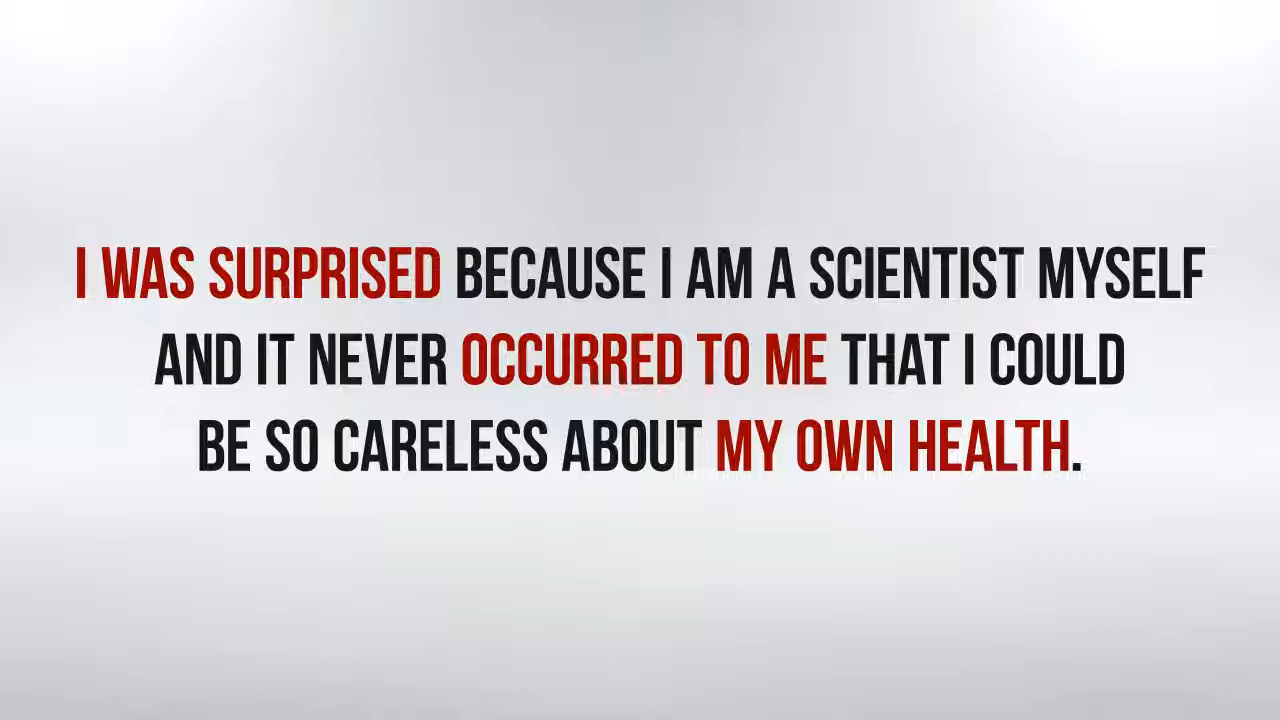 I WAS SURPRISED BECAUSE I AM A SCIENTIST MYSELF
AND IT NEVER OCCURRED TO ME THAT I COULD
BE SO CARELESS ABOUT MY OWN HEALTH.